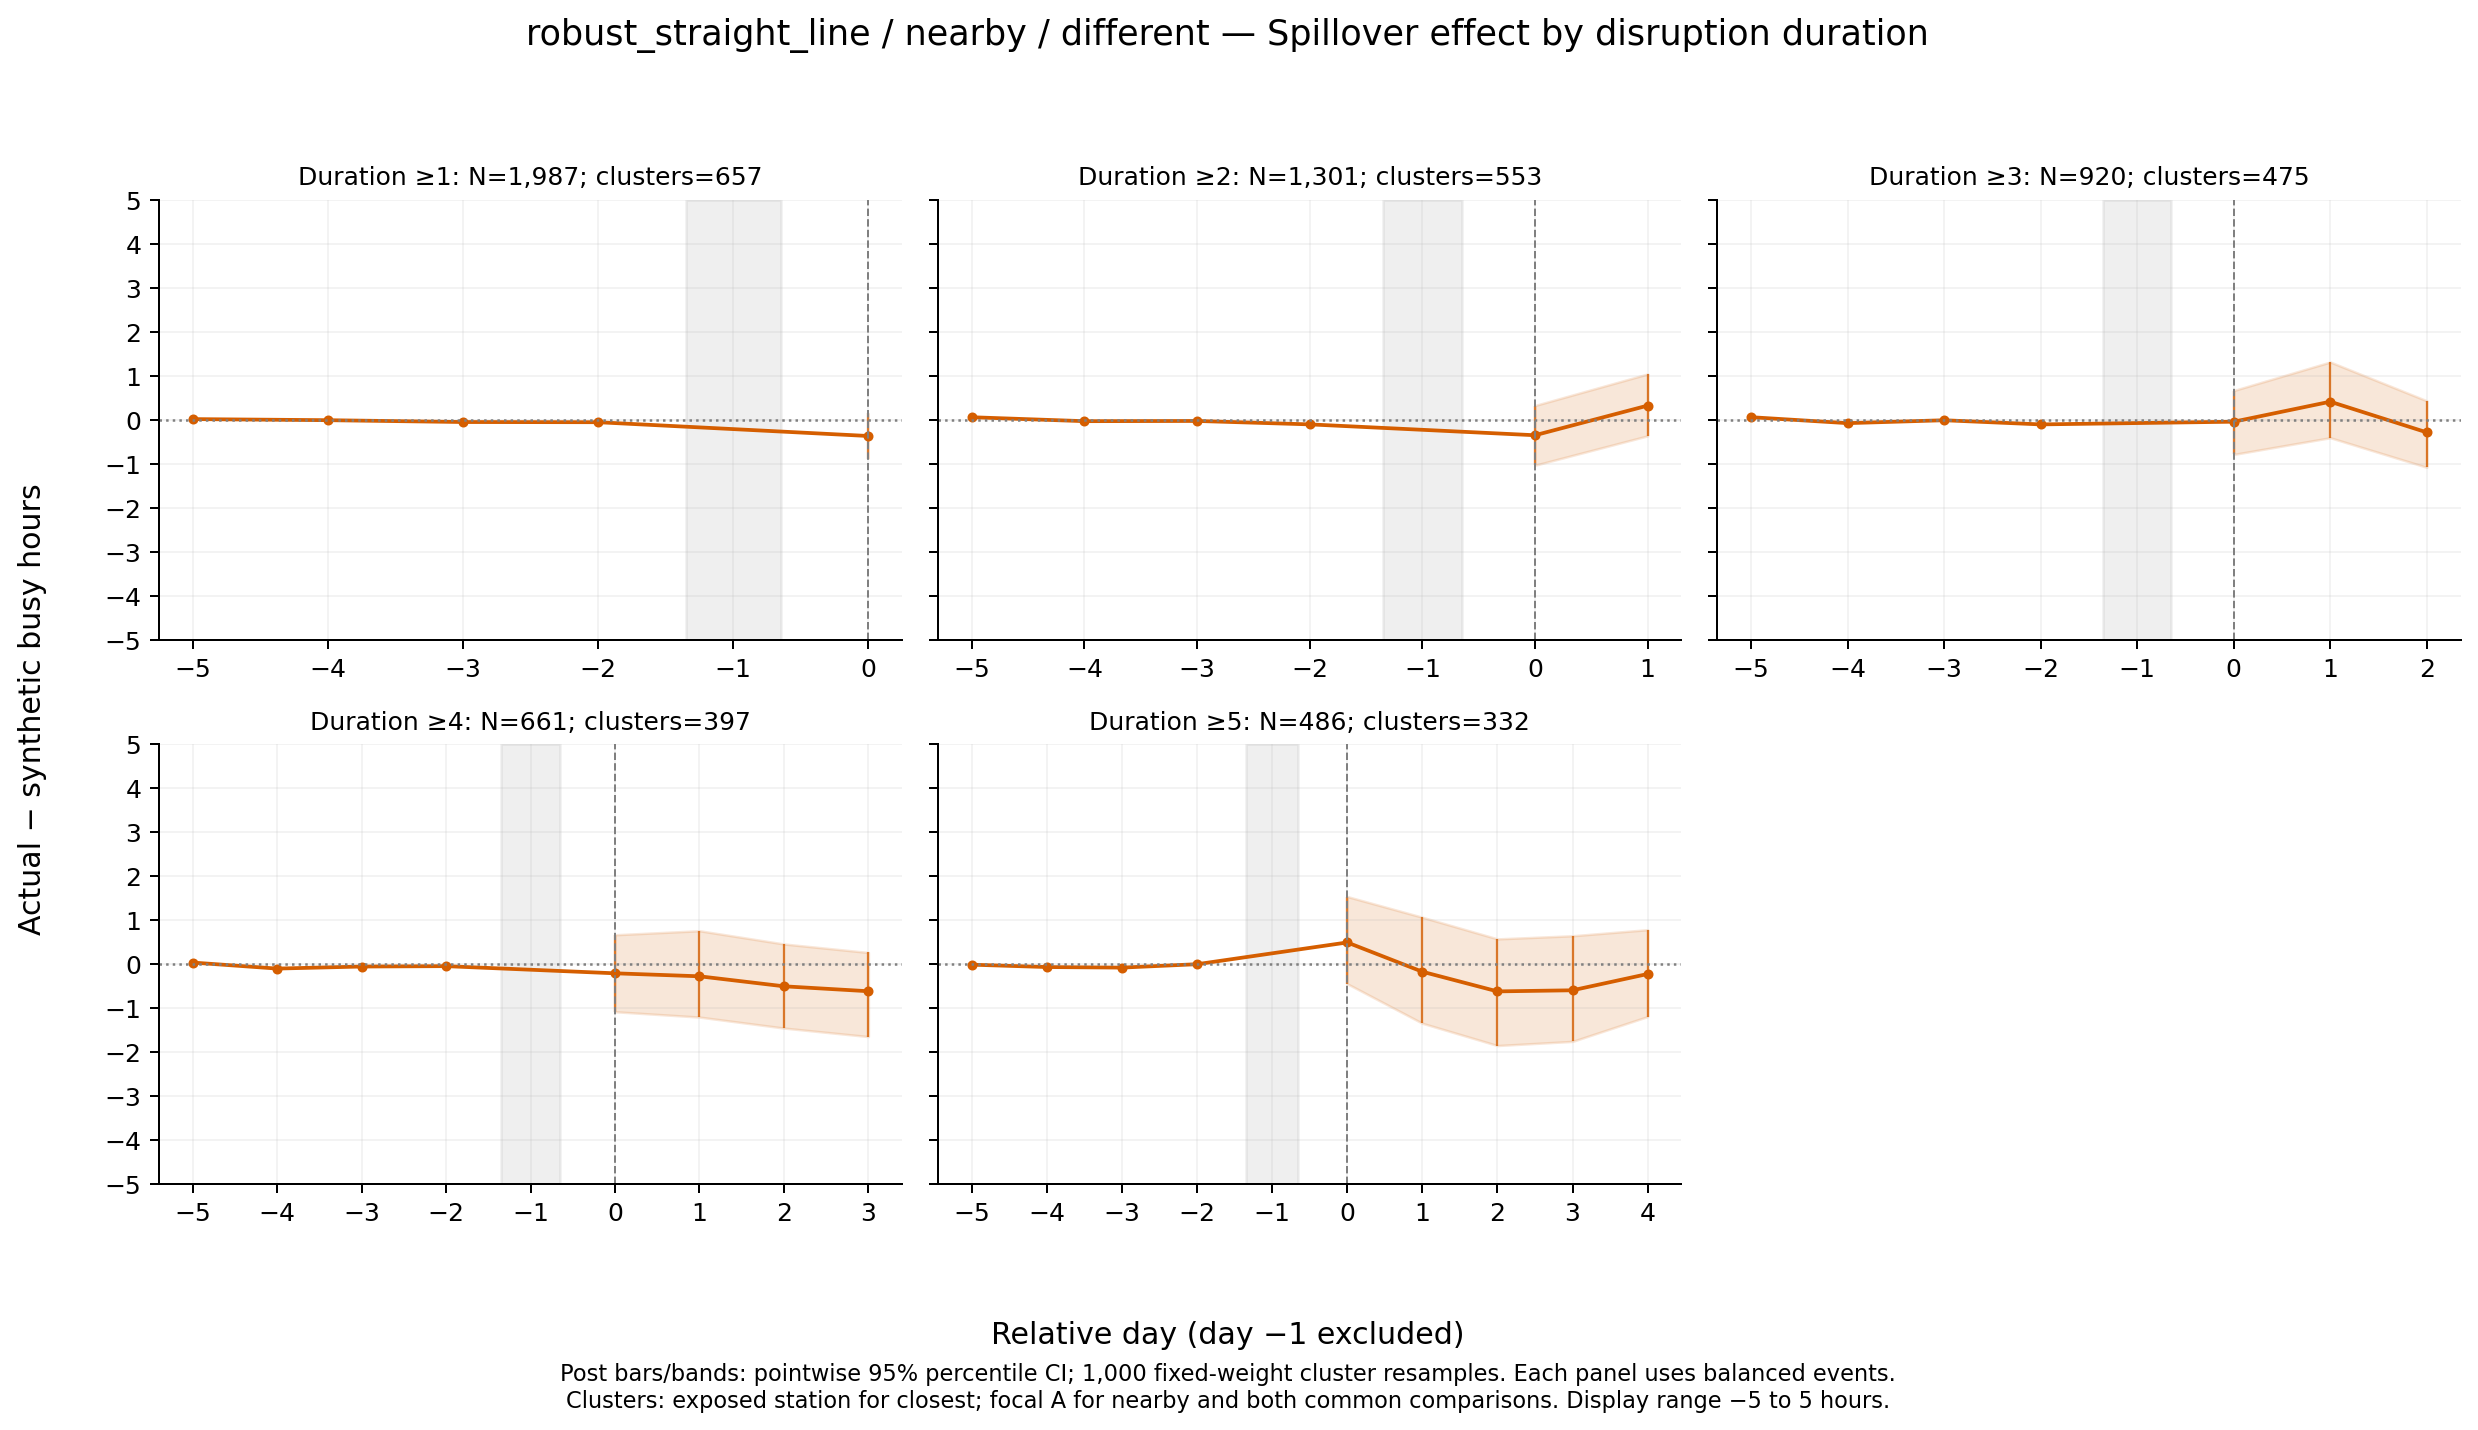 robust_straight_line / nearby / different — Spillover effect by disruption duration
Duration ≥1: N=1,987; clusters=657
Duration ≥2: N=1,301; clusters=553
Duration ≥3: N=920; clusters=475
5
4
3
2
1
0
−1
−2
−3
−4
−5
−5 −4 −3 −2 −1 0
−5 −4 −3 −2 −1 0 1
−5 −4 −3 −2 −1 0 1 2
Actual − synthetic busy hours
Duration ≥4: N=661; clusters=397
Duration ≥5: N=486; clusters=332
5
4
3
2
1
0
−1
−2
−3
−4
−5
−5 −4 −3 −2 −1 0 1 2 3
−5 −4 −3 −2 −1 0 1 2 3 4
Relative day (day −1 excluded)
Post bars/bands: pointwise 95% percentile CI; 1,000 fixed-weight cluster resamples. Each panel uses balanced events.
Clusters: exposed station for closest; focal A for nearby and both common comparisons. Display range −5 to 5 hours.